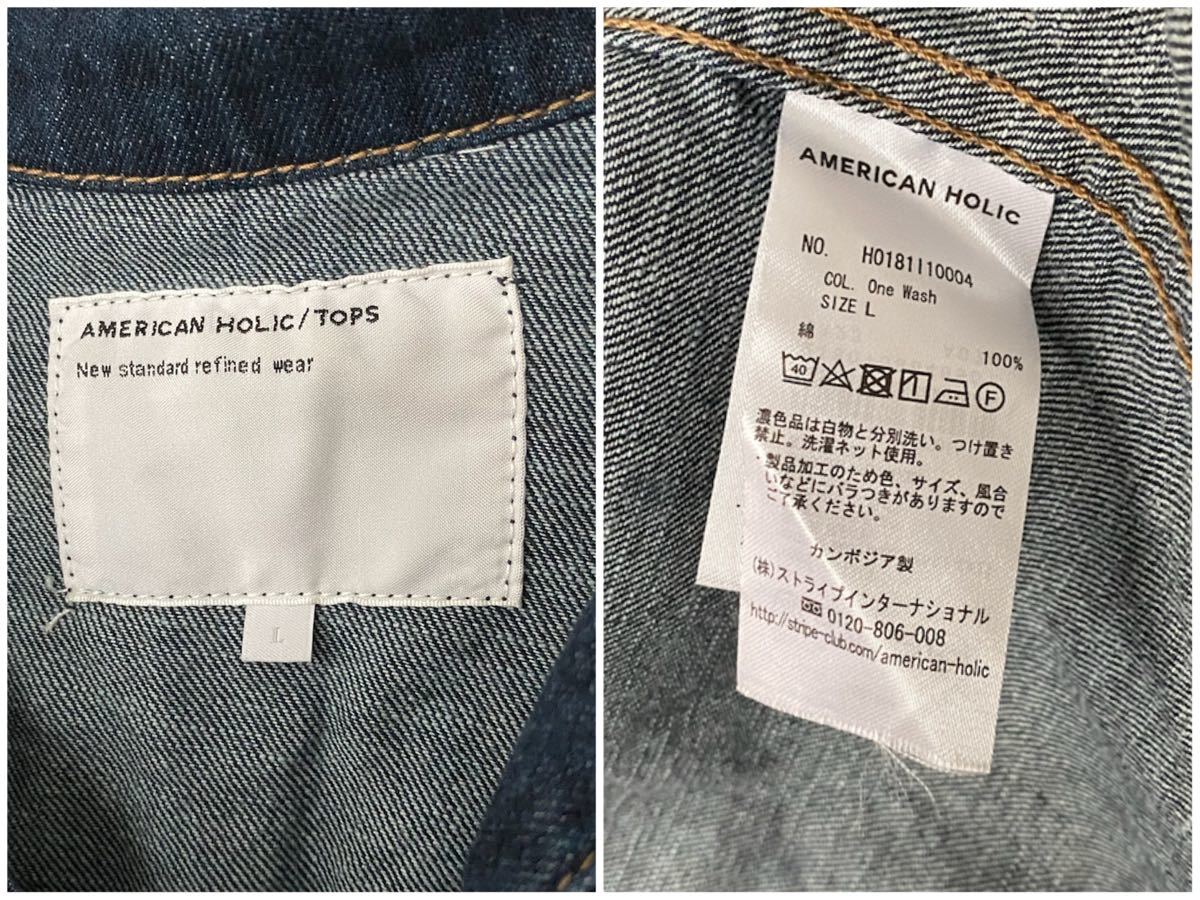 AMERICAN HOLIC/TOPS
New standard refined wear
L
AMERICAN HOLIC
NO. H0181I10004
COL. One Wash
SIZE L
綿 100%
40 F
濃色品は白物と分別洗い。つけ置き
禁止。洗濯ネット使用。
製品加工のため色、サイズ、風合
いなどにバラつきがありますので
ご了承ください。
カンボジア製
(株)ストライプインターナショナル
0120-806-008
http://stripe-club.com/american-holic